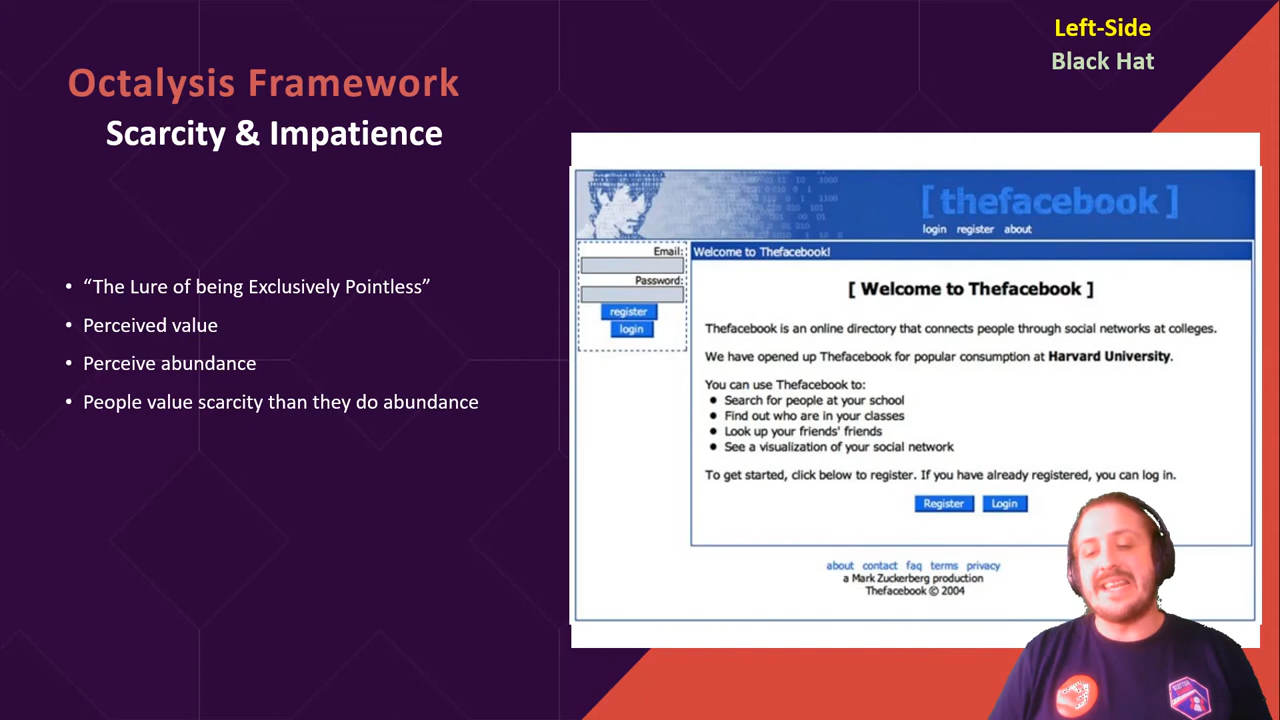 Left-Side
Black Hat
Octalysis Framework
Scarcity & Impatience
• “The Lure of being Exclusively Pointless”
• Perceived value
• Perceive abundance
• People value scarcity than they do abundance
[ thefacebook ]
login register about
Email:
Password:
register
login
Welcome to Thefacebook!
[ Welcome to Thefacebook ]
Thefacebook is an online directory that connects people through social networks at colleges.
We have opened up Thefacebook for popular consumption at Harvard University.
You can use Thefacebook to:
• Search for people at your school
• Find out who are in your classes
• Look up your friends' friends
• See a visualization of your social network
To get started, click below to register. If you have already registered, you can log in.
Register Login
about contact faq terms privacy
a Mark Zuckerberg production
Thefacebook © 2004